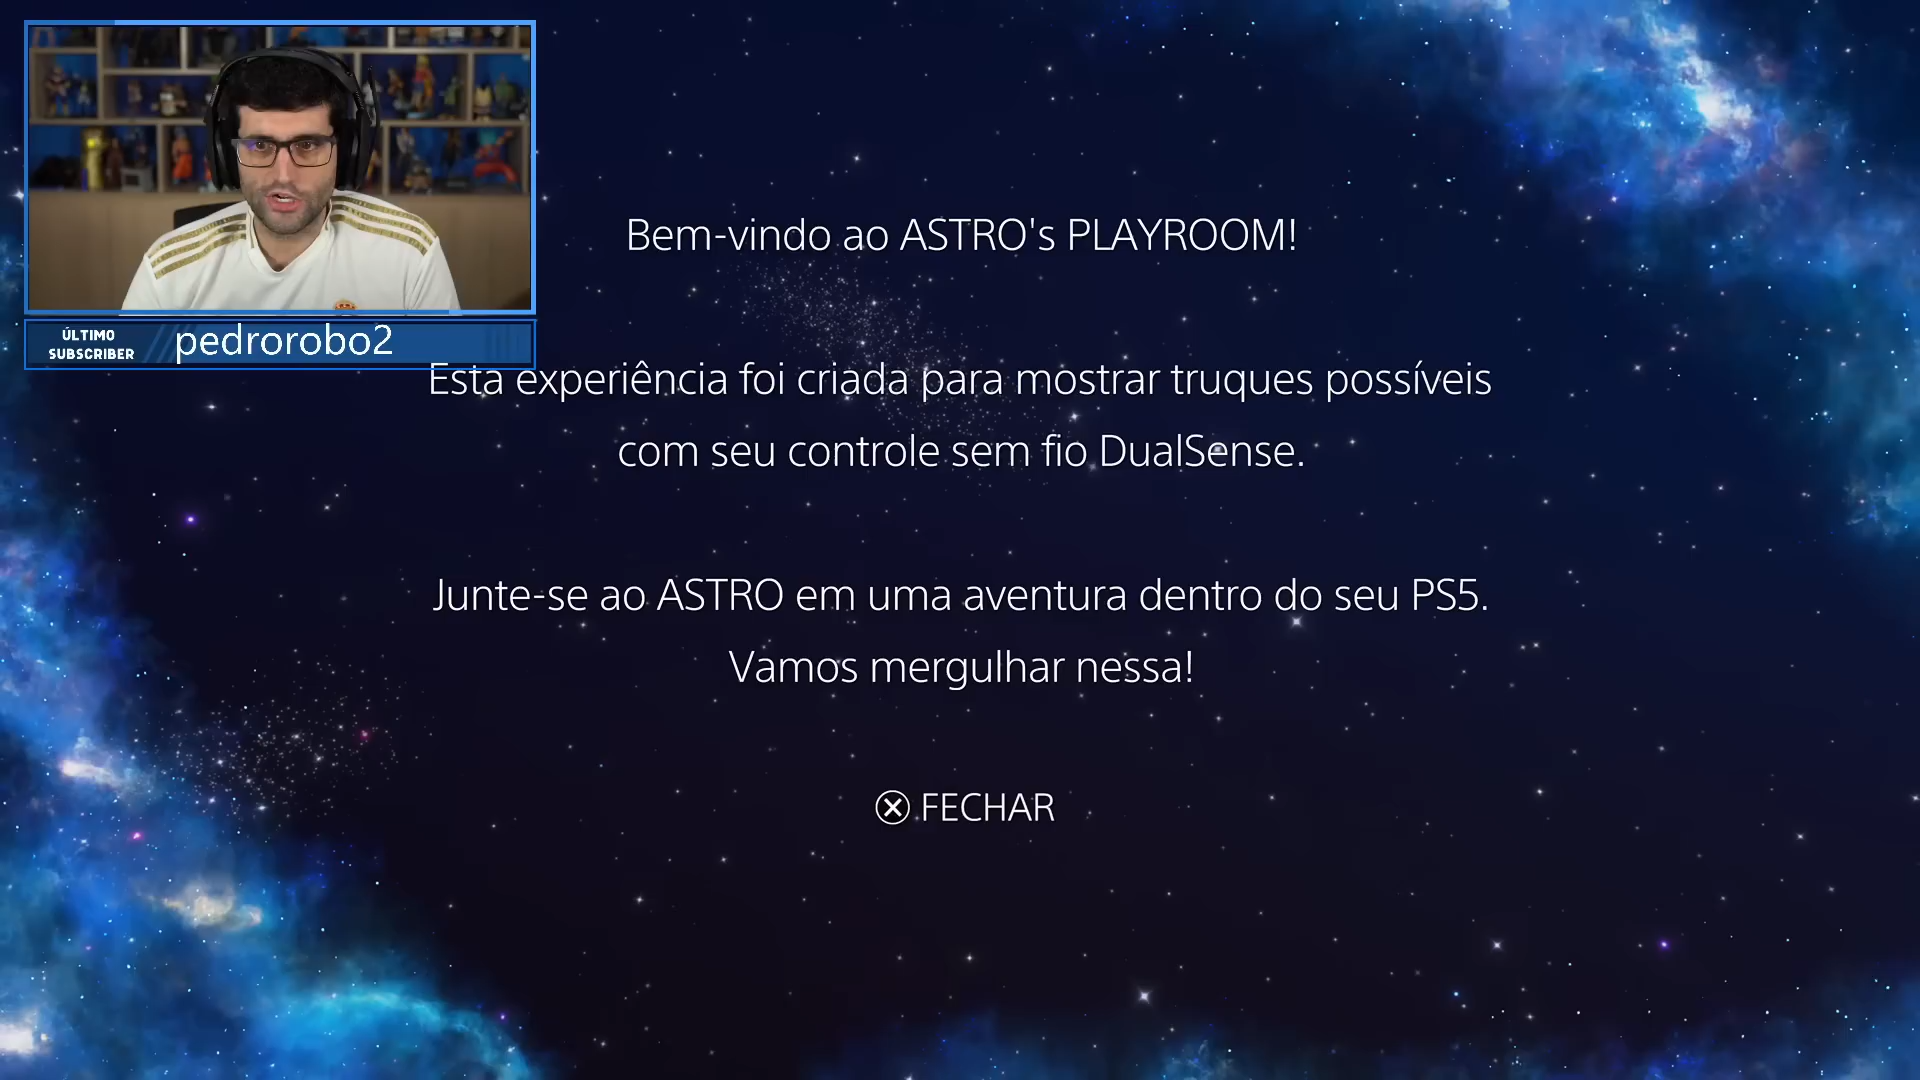 ÚLTIMO
SUBSCRIBER
pedrorobo2
Bem-vindo ao ASTRO's PLAYROOM!
Esta experiência foi criada para mostrar truques possíveis
com seu controle sem fio DualSense.
Junte-se ao ASTRO em uma aventura dentro do seu PS5.
Vamos mergulhar nessa!
FECHAR